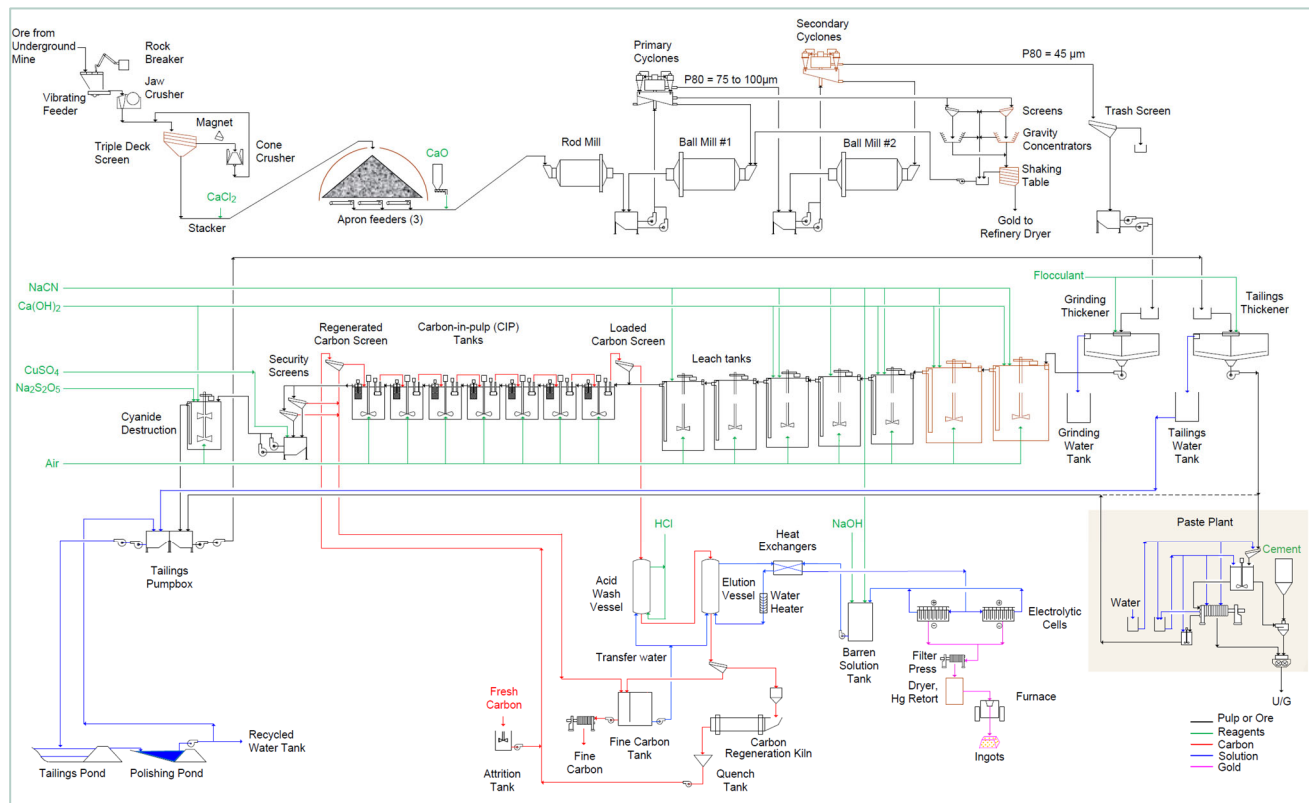 Ore from
Underground
Mine
Rock
Breaker
Jaw
Crusher
Vibrating
Feeder
Magnet
Triple Deck
Screen
Cone
Crusher
CaCl2
Stacker
CaO
Apron feeders (3)
Rod Mill
Primary
Cyclones
P80 = 75 to 100µm
Ball Mill #1
Secondary
Cyclones
P80 = 45 µm
Ball Mill #2
Screens
Gravity
Concentrators
Shaking
Table
Gold to
Refinery Dryer
Trash Screen
NaCN
Ca(OH)2
CuSO4
Na2S2O5
Cyanide
Destruction
Air
Security
Screens
Regenerated
Carbon Screen
Carbon-in-pulp (CIP)
Tanks
Loaded
Carbon Screen
Leach tanks
Flocculant
Grinding
Thickener
Tailings
Thickener
Grinding
Water
Tank
Tailings
Water
Tank
Tailings
Pumpbox
HCl
Acid
Wash
Vessel
Elution
Vessel
Heat
Exchangers
Water
Heater
NaOH
Barren
Solution
Tank
Electrolytic
Cells
Filter
Press
Dryer,
Hg Retort
Furnace
Ingots
Transfer water
Fresh
Carbon
Attrition
Tank
Fine
Carbon
Fine Carbon
Tank
Carbon
Regeneration Kiln
Quench
Tank
Recycled
Water Tank
Tailings Pond
Polishing Pond
Paste Plant
Cement
Water
U/G
Pulp or Ore
Reagents
Carbon
Solution
Gold